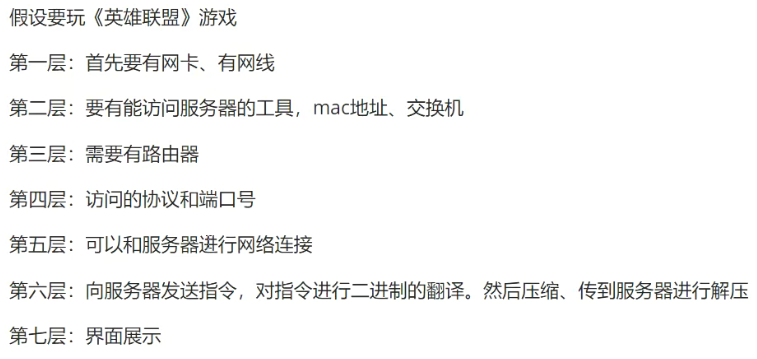 假设要玩《英雄联盟》游戏
第一层：首先要有网卡、有网线
第二层：要有能访问服务器的工具，mac地址、交换机
第三层：需要有路由器
第四层：访问的协议和端口号
第五层：可以和服务器进行网络连接
第六层：向服务器发送指令，对指令进行二进制的翻译。然后压缩、传到服务器进行解压
第七层：界面展示